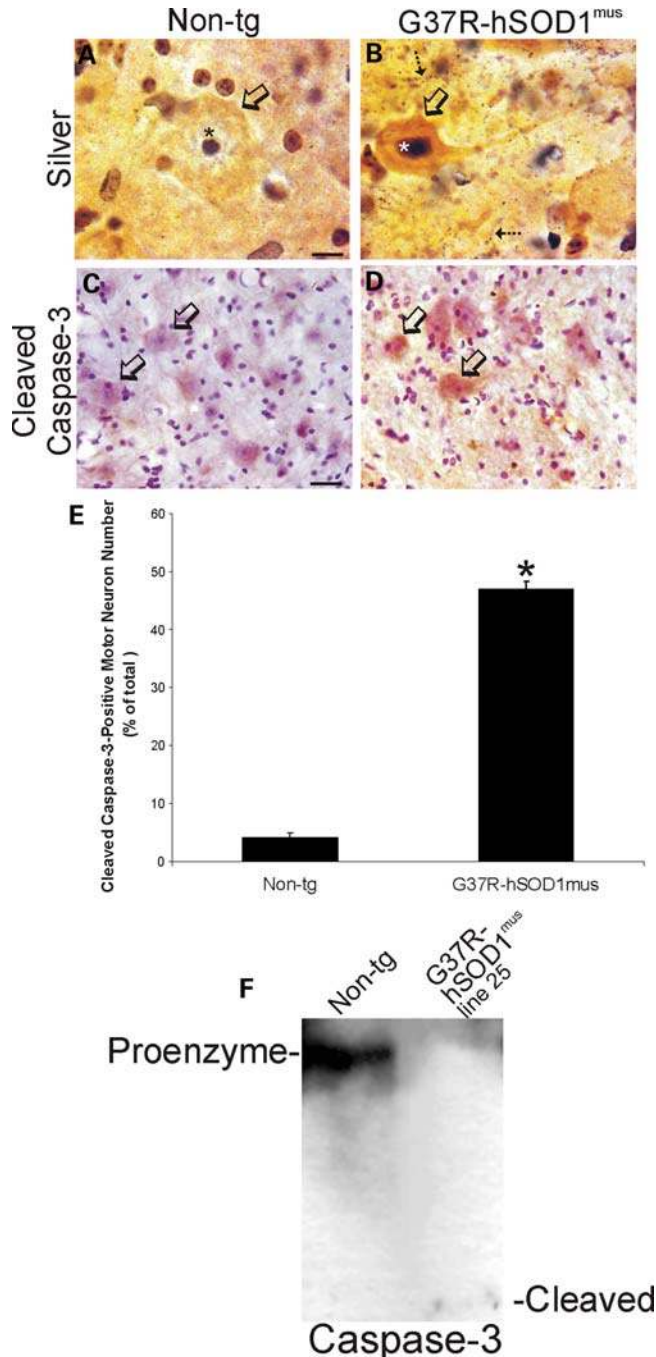 Non-tg
G37R-hSOD1mus
Silver
A
*
B
*
Cleaved
Caspase-3
C
D
E
Cleaved Caspase-3-Positive Motor Neuron Number
(% of total )
60
50
40
30
20
10
0
*
Non-tg
G37R-hSOD1mus
F
Non-tg
G37R-
hSOD1mus
line 25
Proenzyme-
-Cleaved
Caspase-3